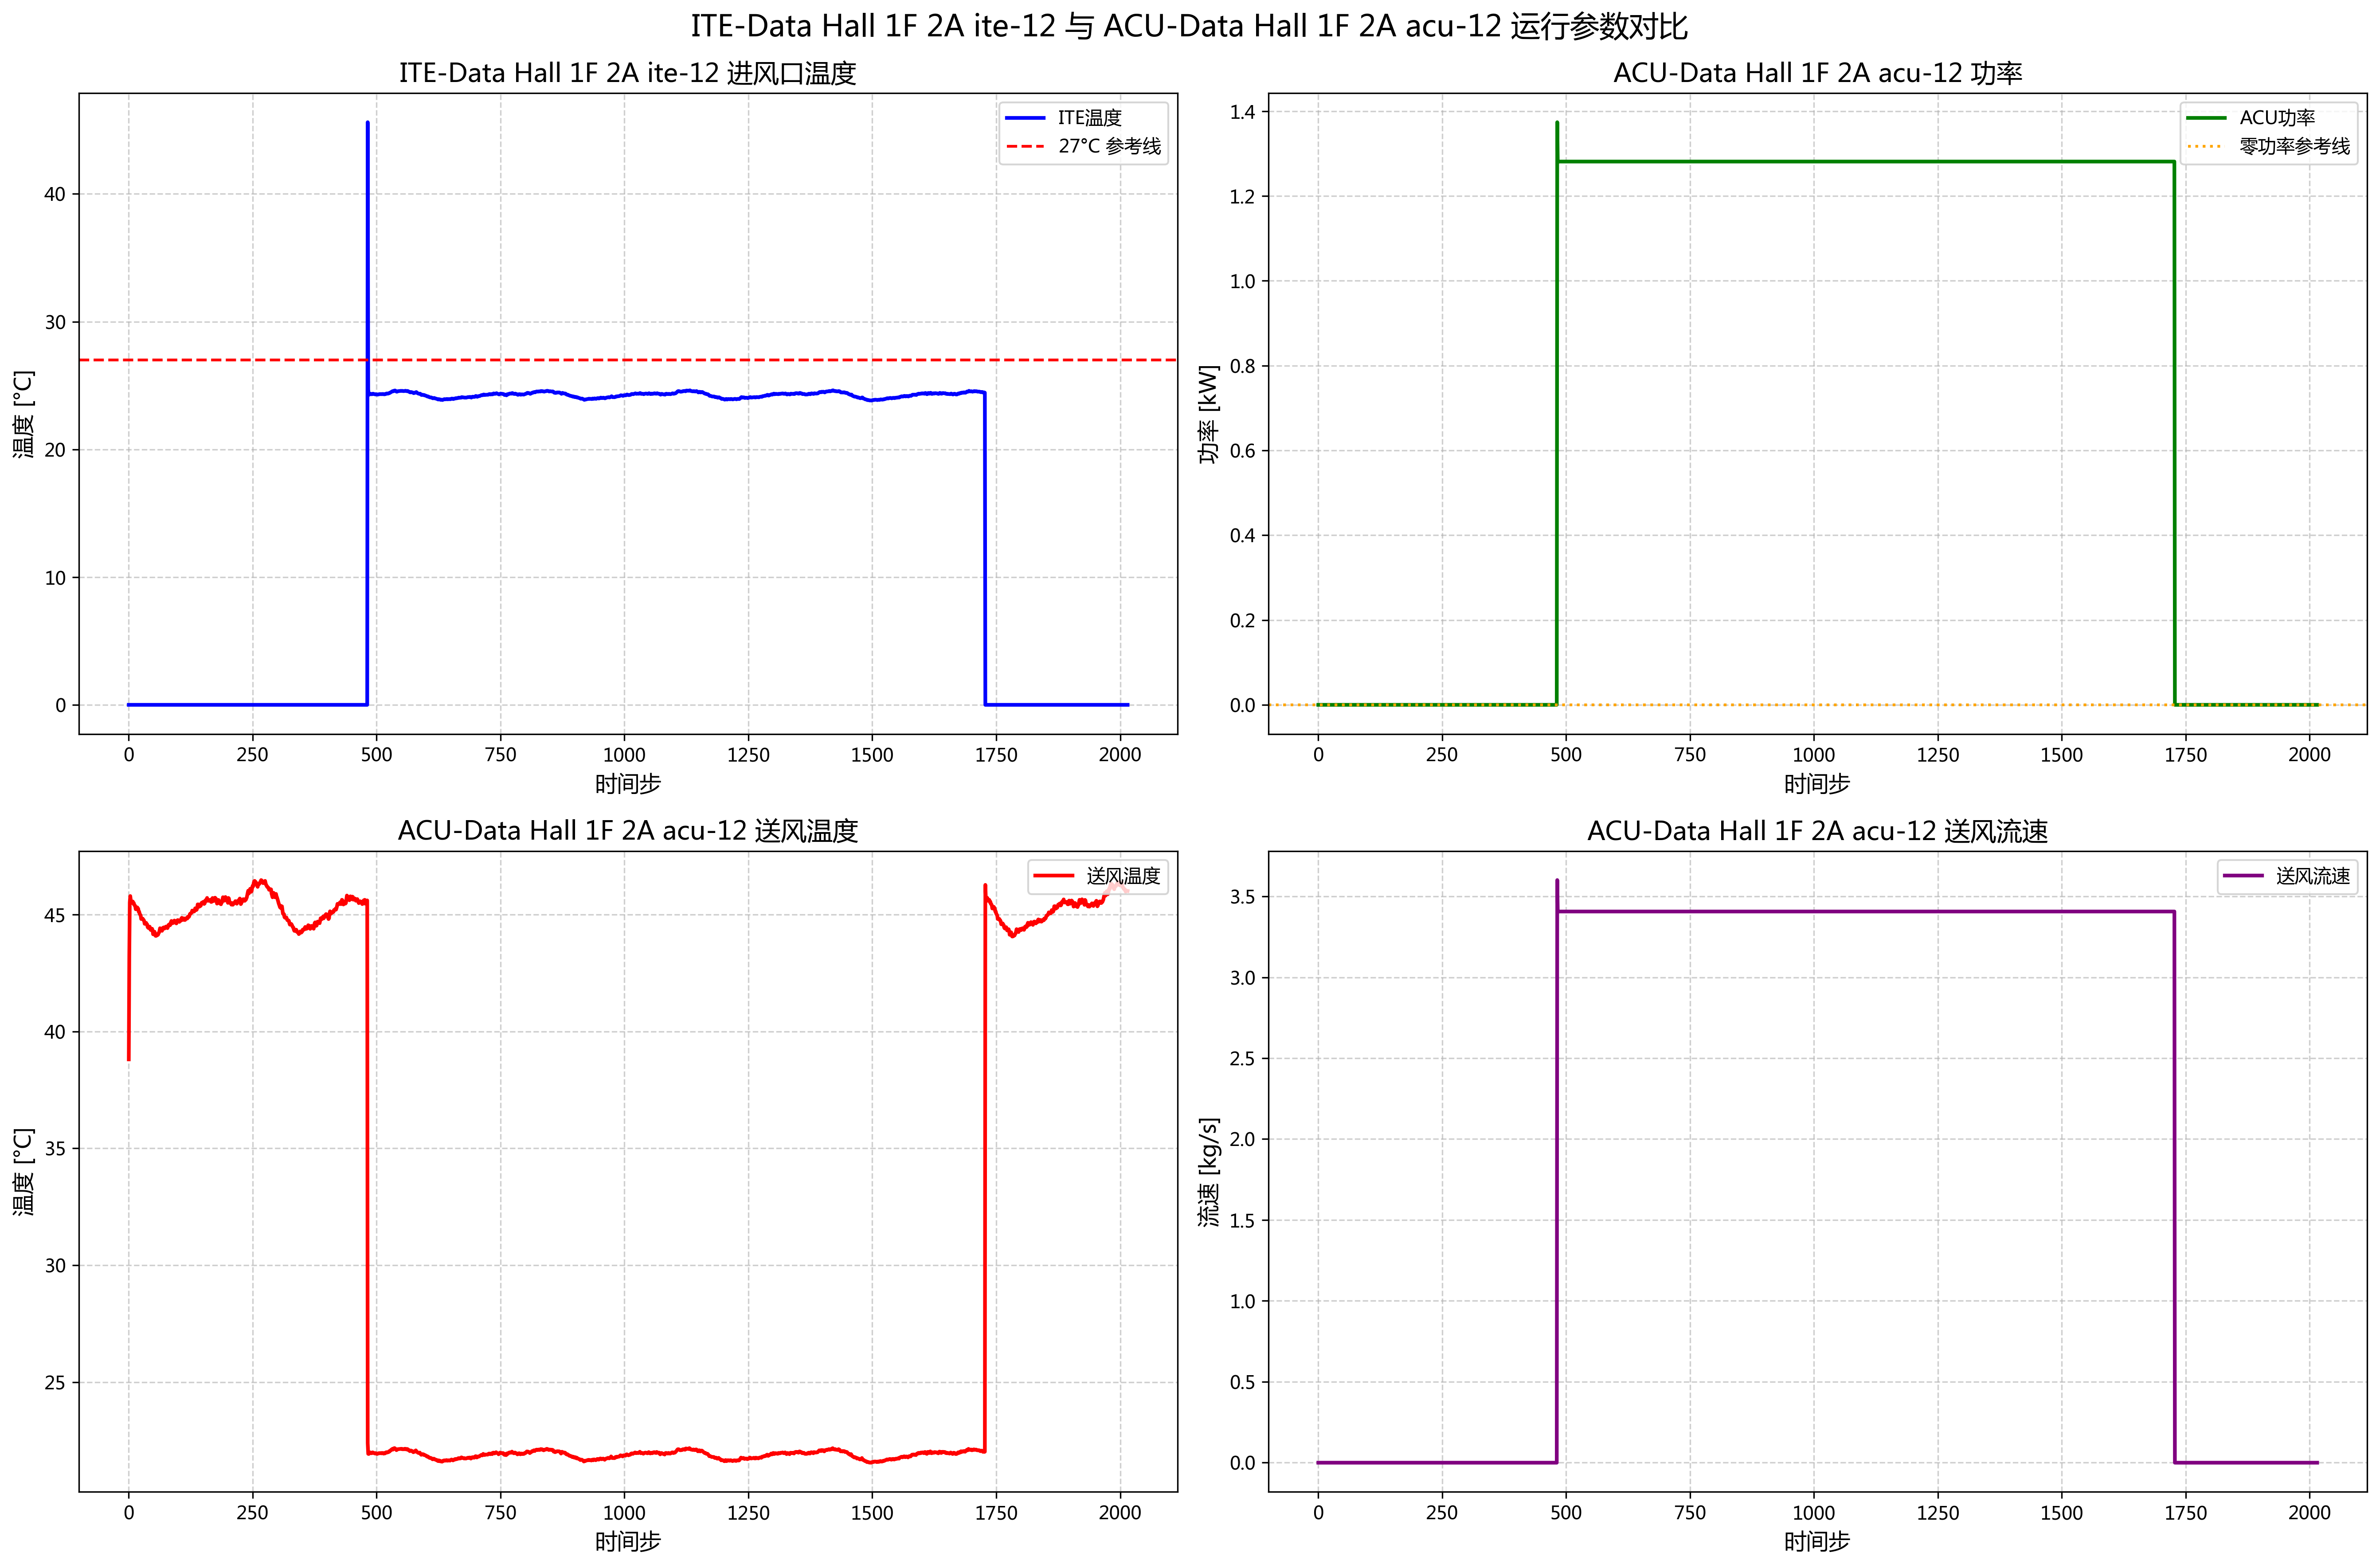 ITE-Data Hall 1F 2A ite-12 与 ACU-Data Hall 1F 2A acu-12 运行参数对比
ITE-Data Hall 1F 2A ite-12 进风口温度
ITE温度
27°C 参考线
温度 [°C]
40
30
20
10
0
0 250 500 750 1000 1250 1500 1750 2000
时间步
ACU-Data Hall 1F 2A acu-12 功率
ACU功率
零功率参考线
功率 [kW]
1.4
1.2
1.0
0.8
0.6
0.4
0.2
0.0
0 250 500 750 1000 1250 1500 1750 2000
时间步
ACU-Data Hall 1F 2A acu-12 送风温度
送风温度
温度 [°C]
45
40
35
30
25
0 250 500 750 1000 1250 1500 1750 2000
时间步
ACU-Data Hall 1F 2A acu-12 送风流速
送风流速
流速 [kg/s]
3.5
3.0
2.5
2.0
1.5
1.0
0.5
0.0
0 250 500 750 1000 1250 1500 1750 2000
时间步